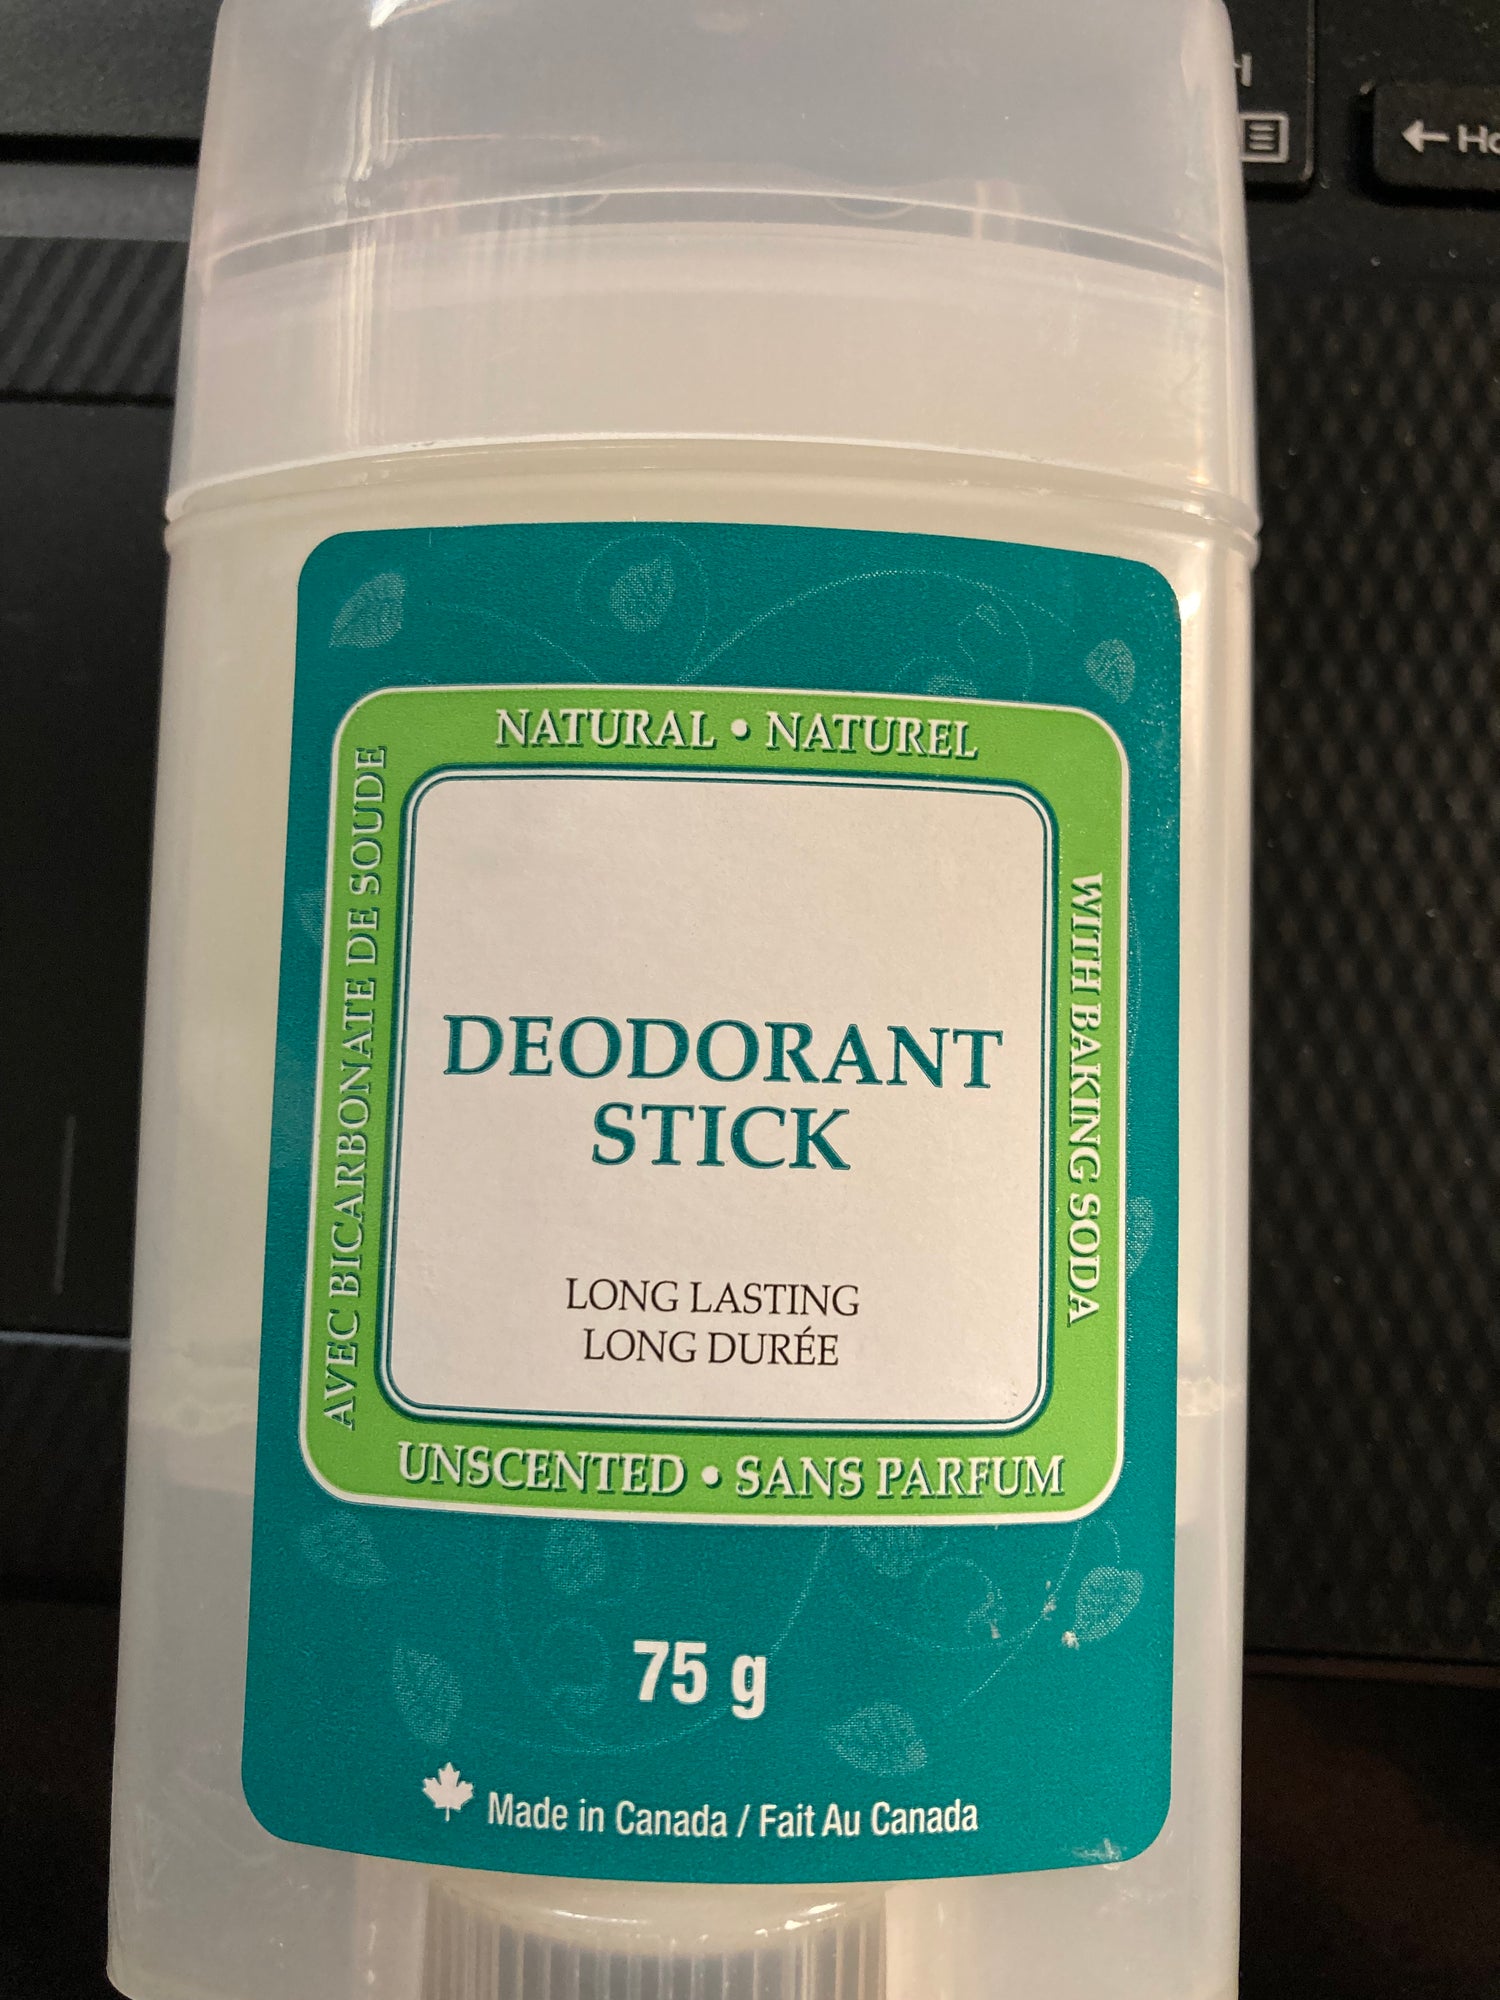 ← Ho
NATURAL • NATUREL
AVEC BICARBONATE DE SOUDE
WITH BAKING SODA
DEODORANT
STICK
LONG LASTING
LONG DURÉE
UNSCENTED • SANS PARFUM
75 g
Made in Canada / Fait Au Canada